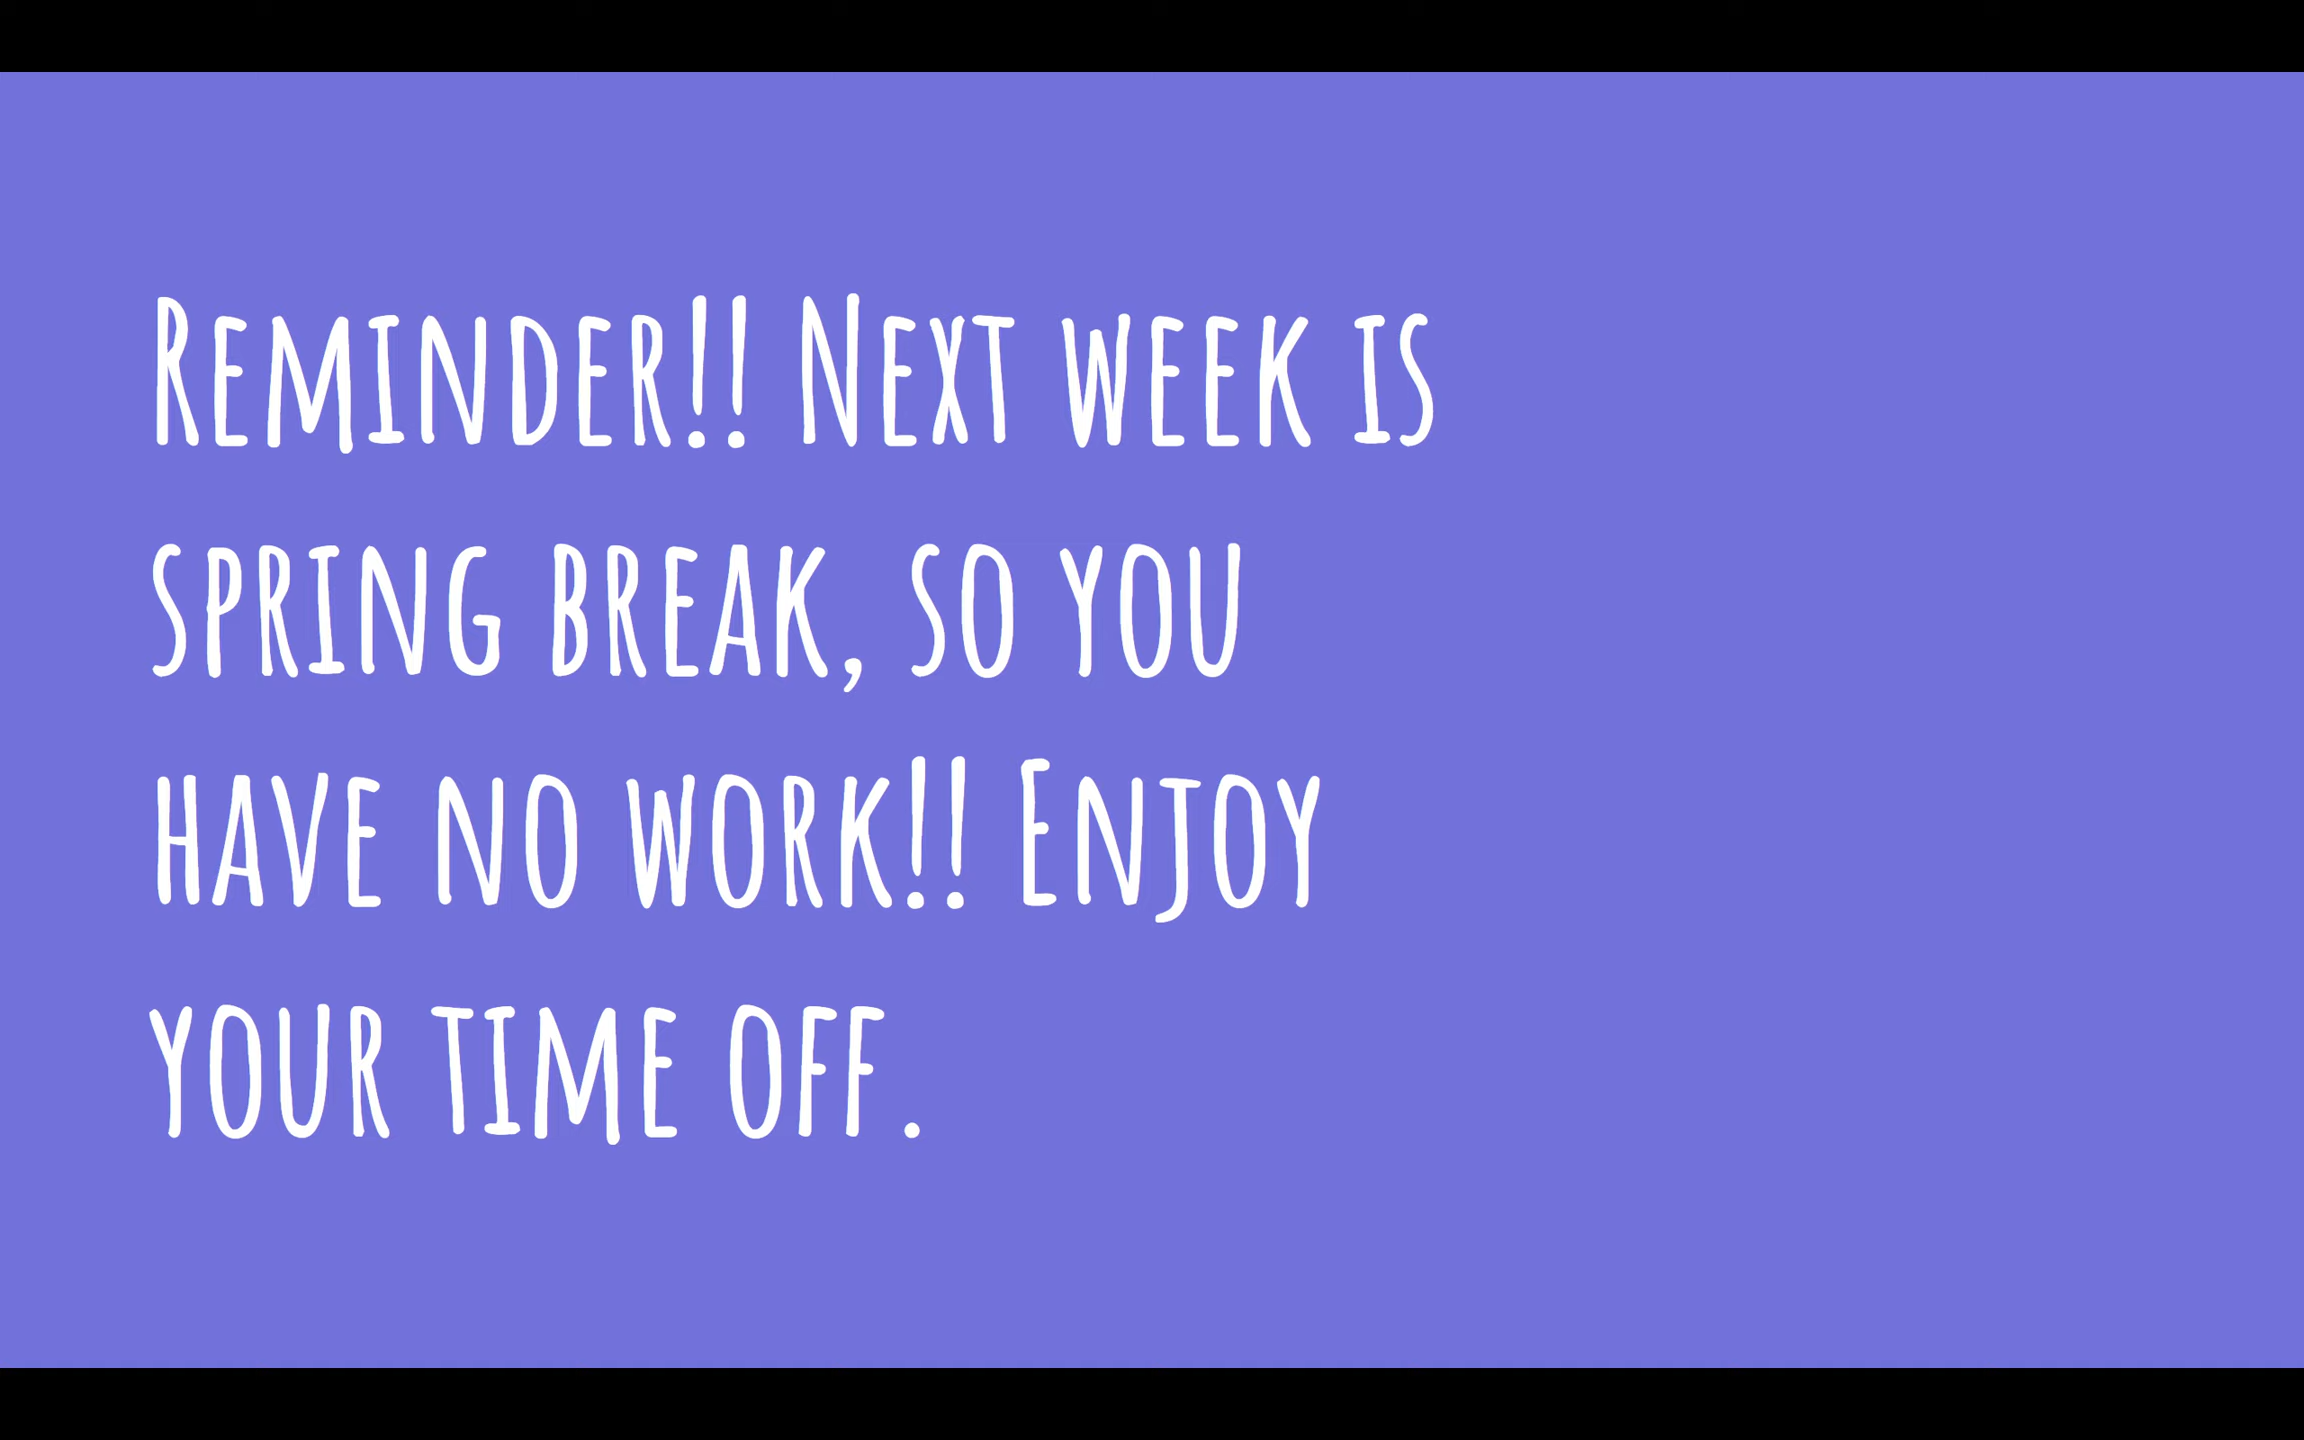 Reminder!! Next week is
spring break, so you
have no work!! Enjoy
your time off.